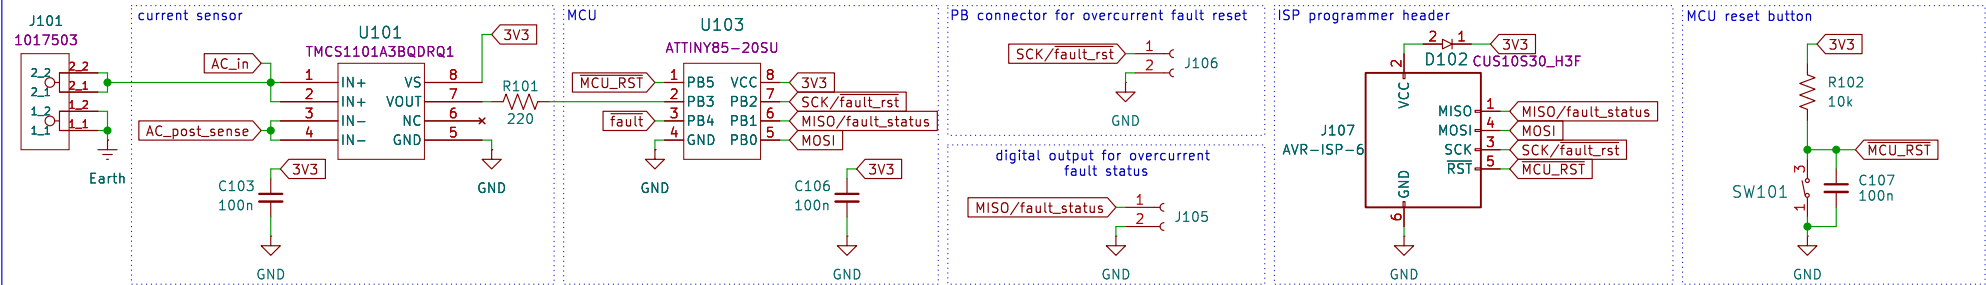 J101
1017503
2_2
2_1
1_2
1_1
2_2
2_1
1_2
1_1
Earth
current sensor
AC_in
AC_post_sense
U101
TMCS1101A3BQDRQ1
1 IN+ VS 8
2 IN+ VOUT 7
3 IN- NC 6
4 IN- GND 5
3V3
R101
220
GND
3V3
C103
100n
GND
MCU
U103
ATTINY85-20SU
MCU_RST 1 PB5 VCC 8 3V3
2 PB3 PB2 7 SCK/fault_rst
fault 3 PB4 PB1 6 MISO/fault_status
4 GND PB0 5 MOSI
GND
3V3
C106
100n
GND
PB connector for overcurrent fault reset
SCK/fault_rst 1
2
J106
GND
digital output for overcurrent
fault status
MISO/fault_status 1
2
J105
GND
ISP programmer header
2 1 3V3
D102 CUS10S30_H3F
2
VCC
J107
AVR-ISP-6
MISO 1 MISO/fault_status
MOSI 4 MOSI
SCK 3 SCK/fault_rst
RST 5 MCU_RST
GND
6
GND
MCU reset button
3V3
R102
10k
MCU_RST
3
SW101
1
C107
100n
GND